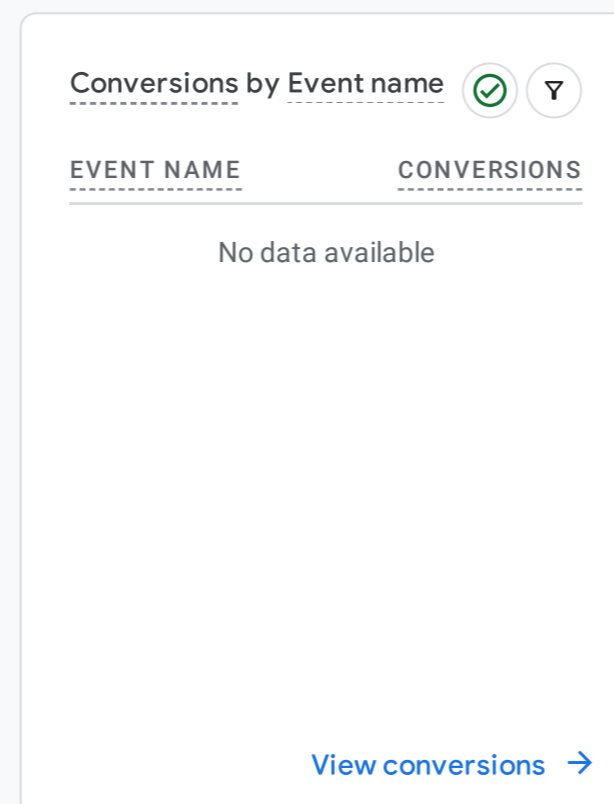 Conversions by Event name
EVENT NAME CONVERSIONS
No data available
View conversions